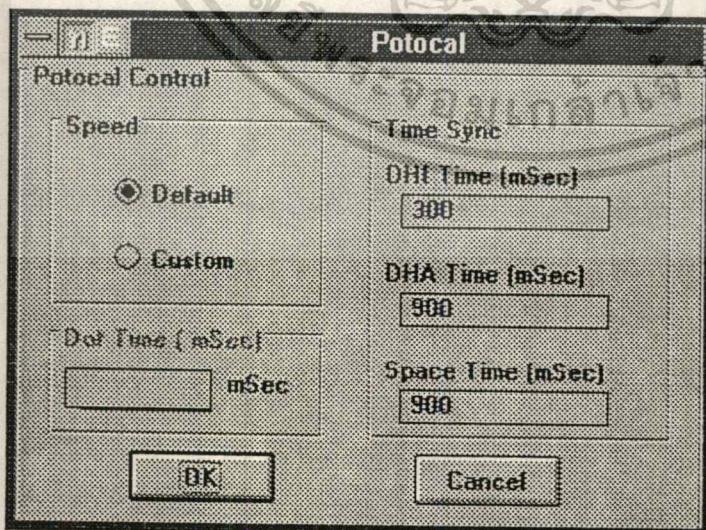 Potocal
Potocal Control
Speed
Default
Custom
Dot Time ( mSec)
mSec
OK
Time Sync
DHI Time (mSec)
300
DHA Time (mSec)
900
Space Time (mSec)
900
Cancel